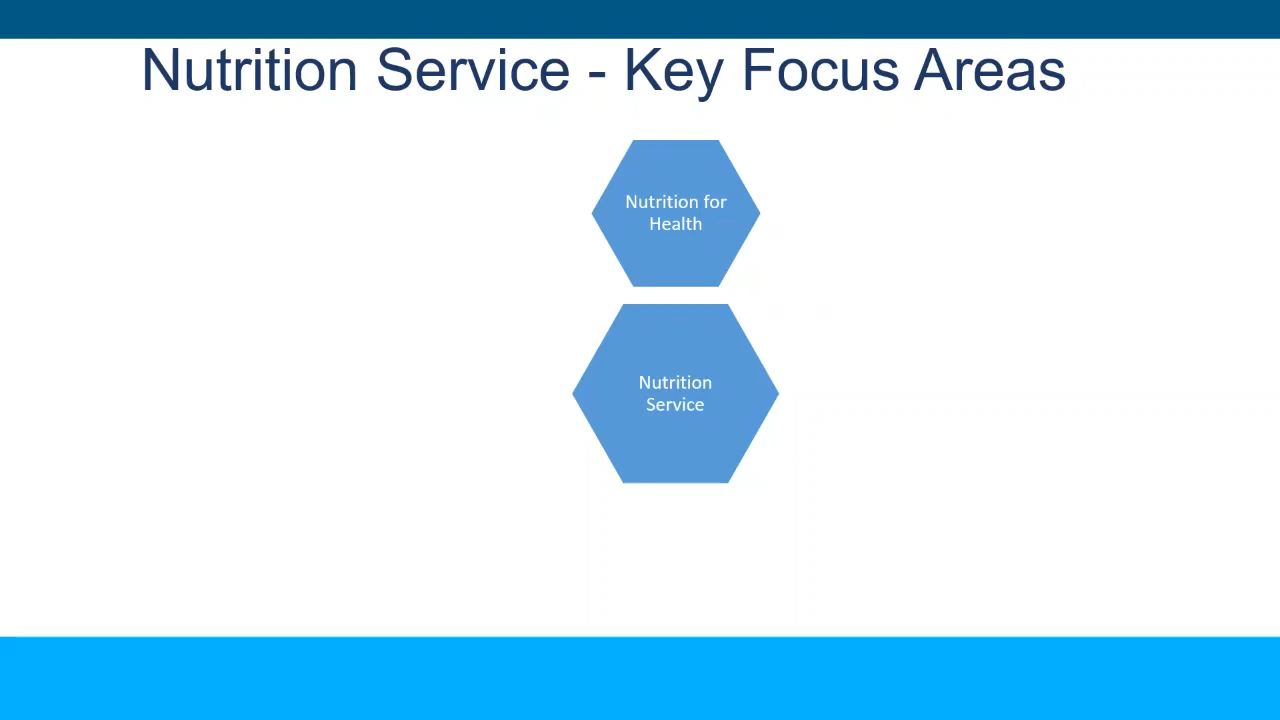 Nutrition Service - Key Focus Areas
Nutrition for
Health
Nutrition
Service